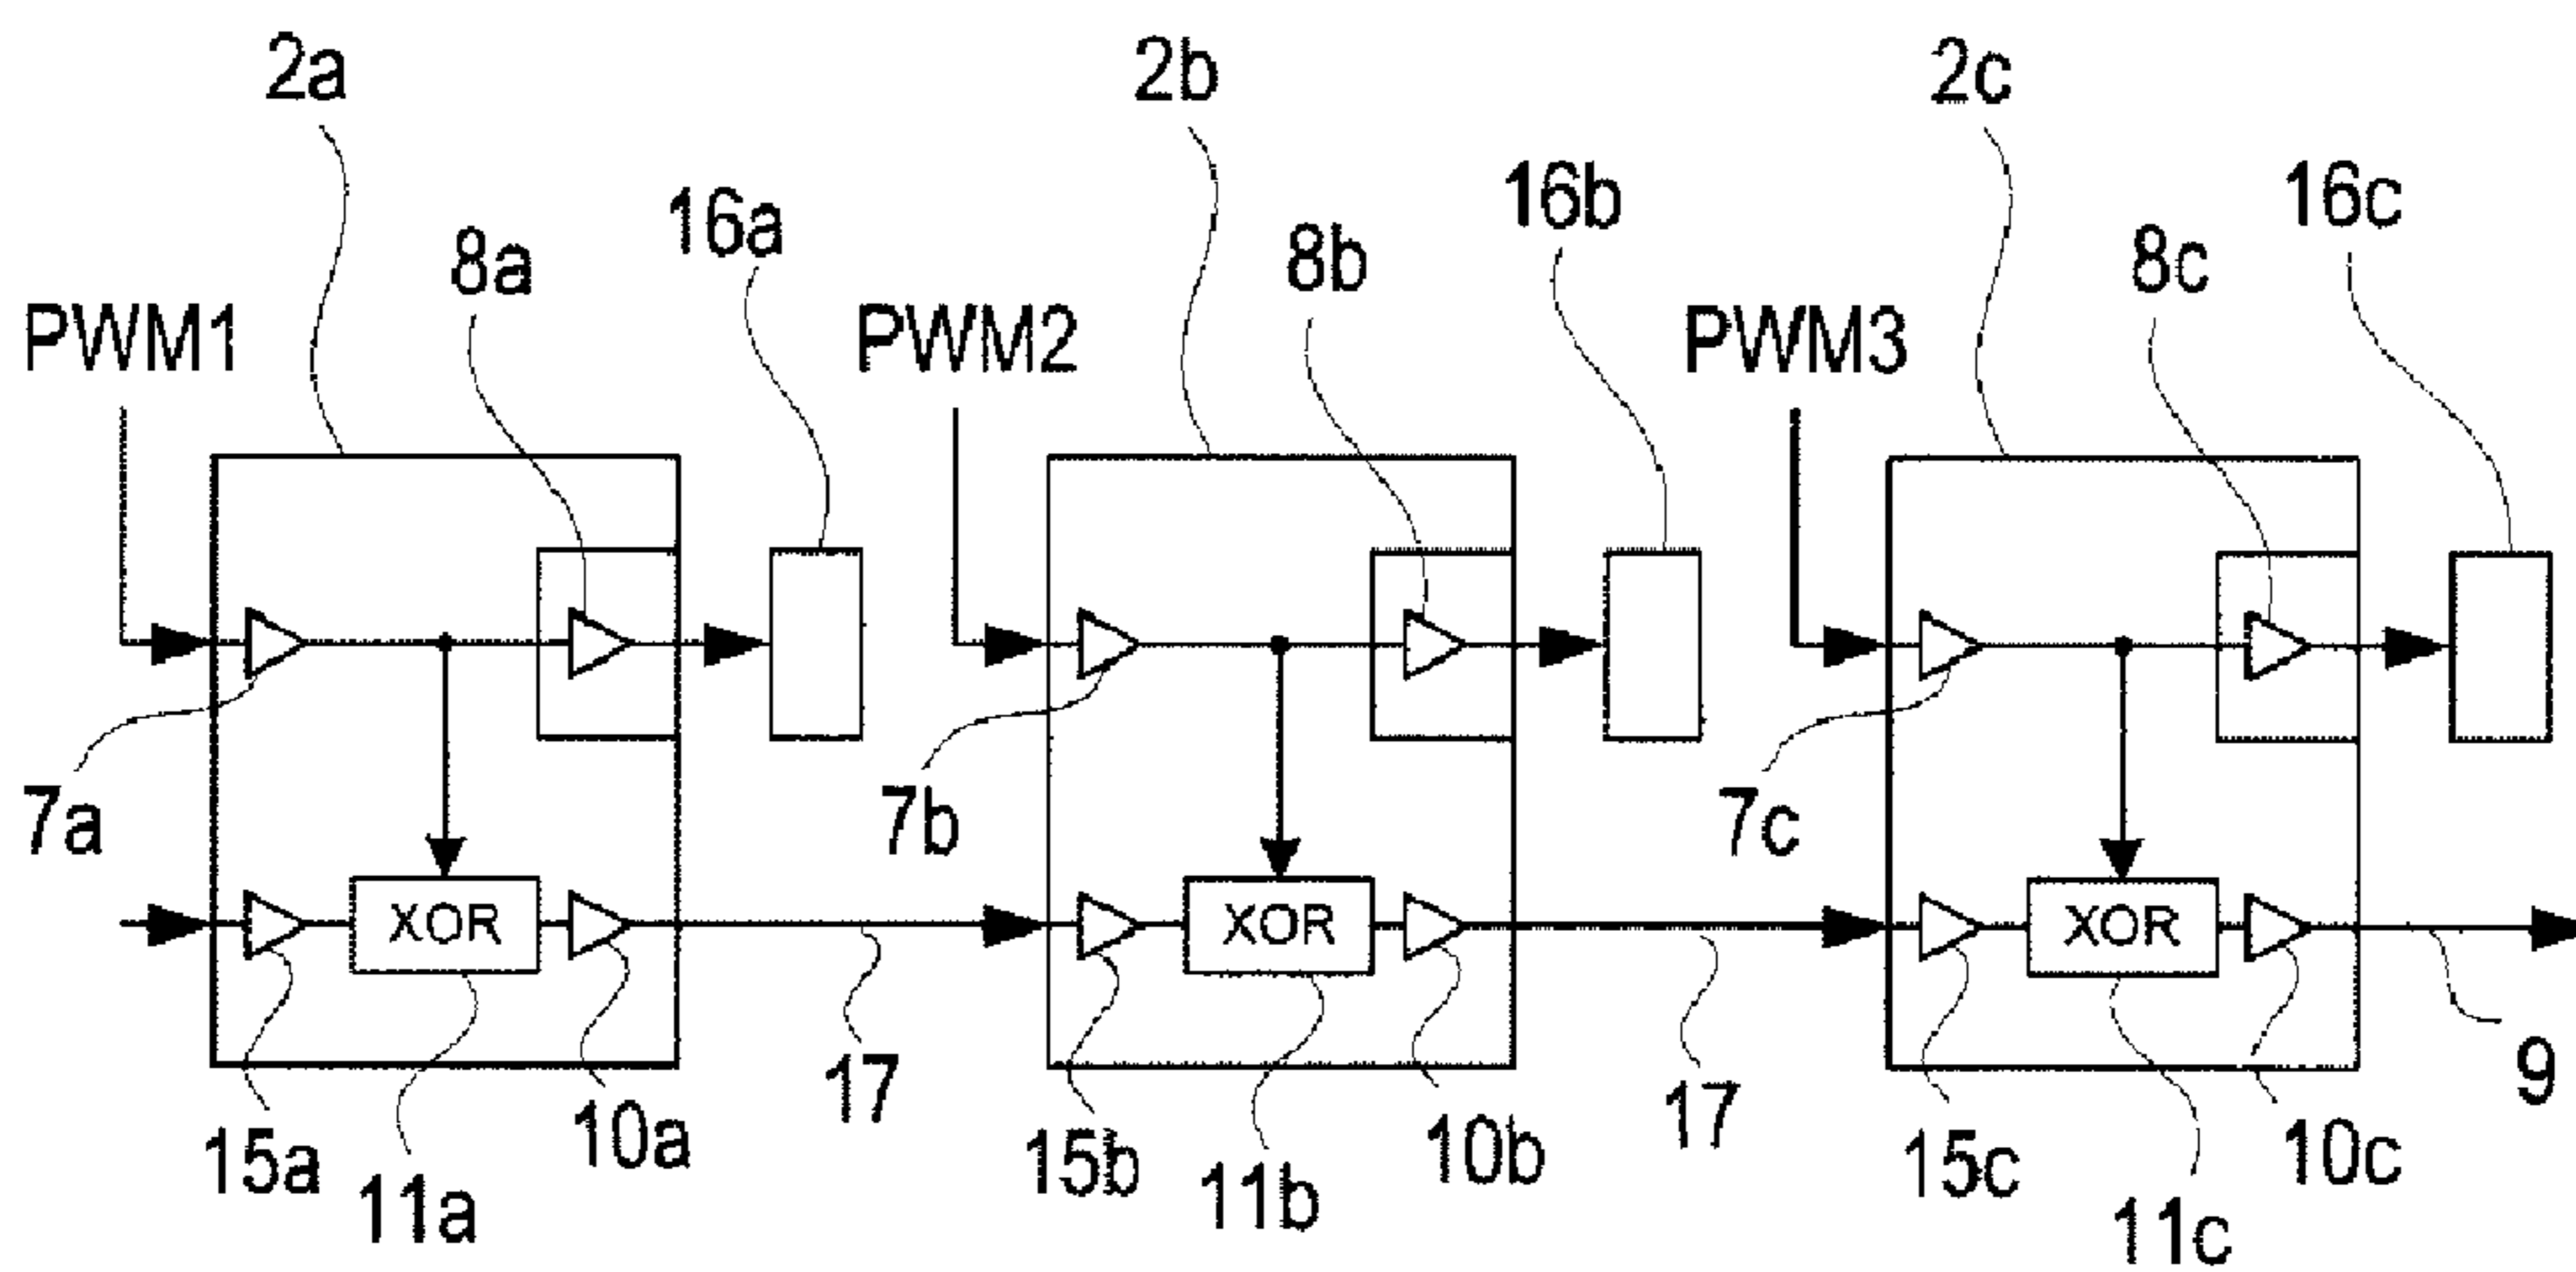 2a 2b 2c
16a 16b 16c
8a 8b 8c
PWM1 PWM2 PWM3
7a 7b 7c
XOR XOR XOR
17 17 9
15a 10a 15b 10b 15c 10c
11a 11b 11c